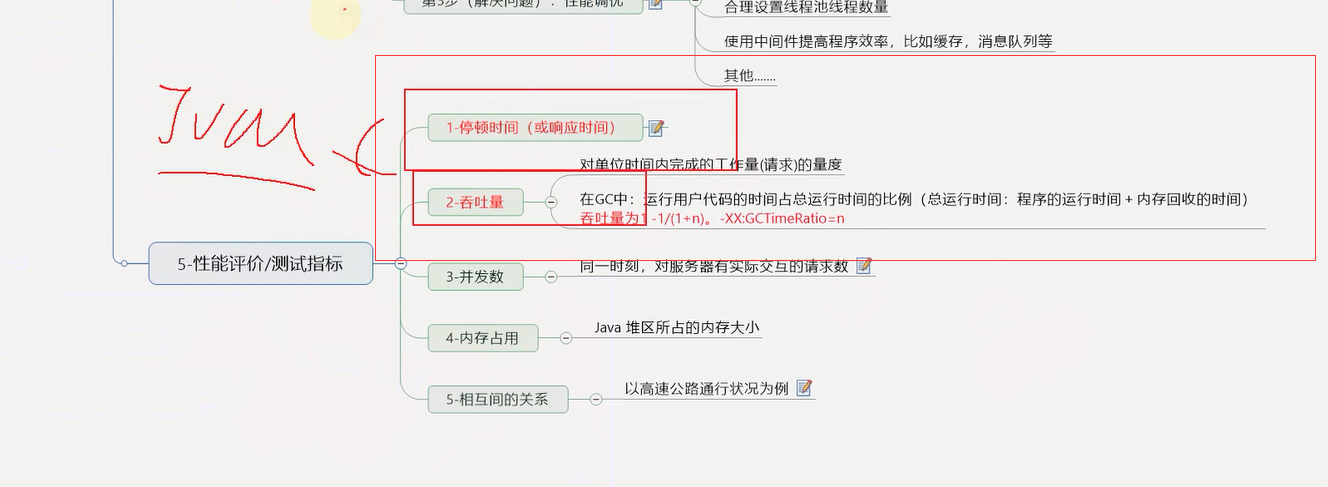 第3步（解决问题）：性能调优
合理设置线程池线程数量
使用中间件提高程序效率，比如缓存，消息队列等
其他.......
JVM
1-停顿时间（或响应时间）
对单位时间内完成的工作量(请求)的量度
2-吞吐量
在GC中：运行用户代码的时间占总运行时间的比例（总运行时间：程序的运行时间 + 内存回收的时间）
吞吐量为1 -1/(1+n)。-XX:GCTimeRatio=n
5-性能评价/测试指标
3-并发数
同一时刻，对服务器有实际交互的请求数
4-内存占用
Java 堆区所占的内存大小
5-相互间的关系
以高速公路通行状况为例